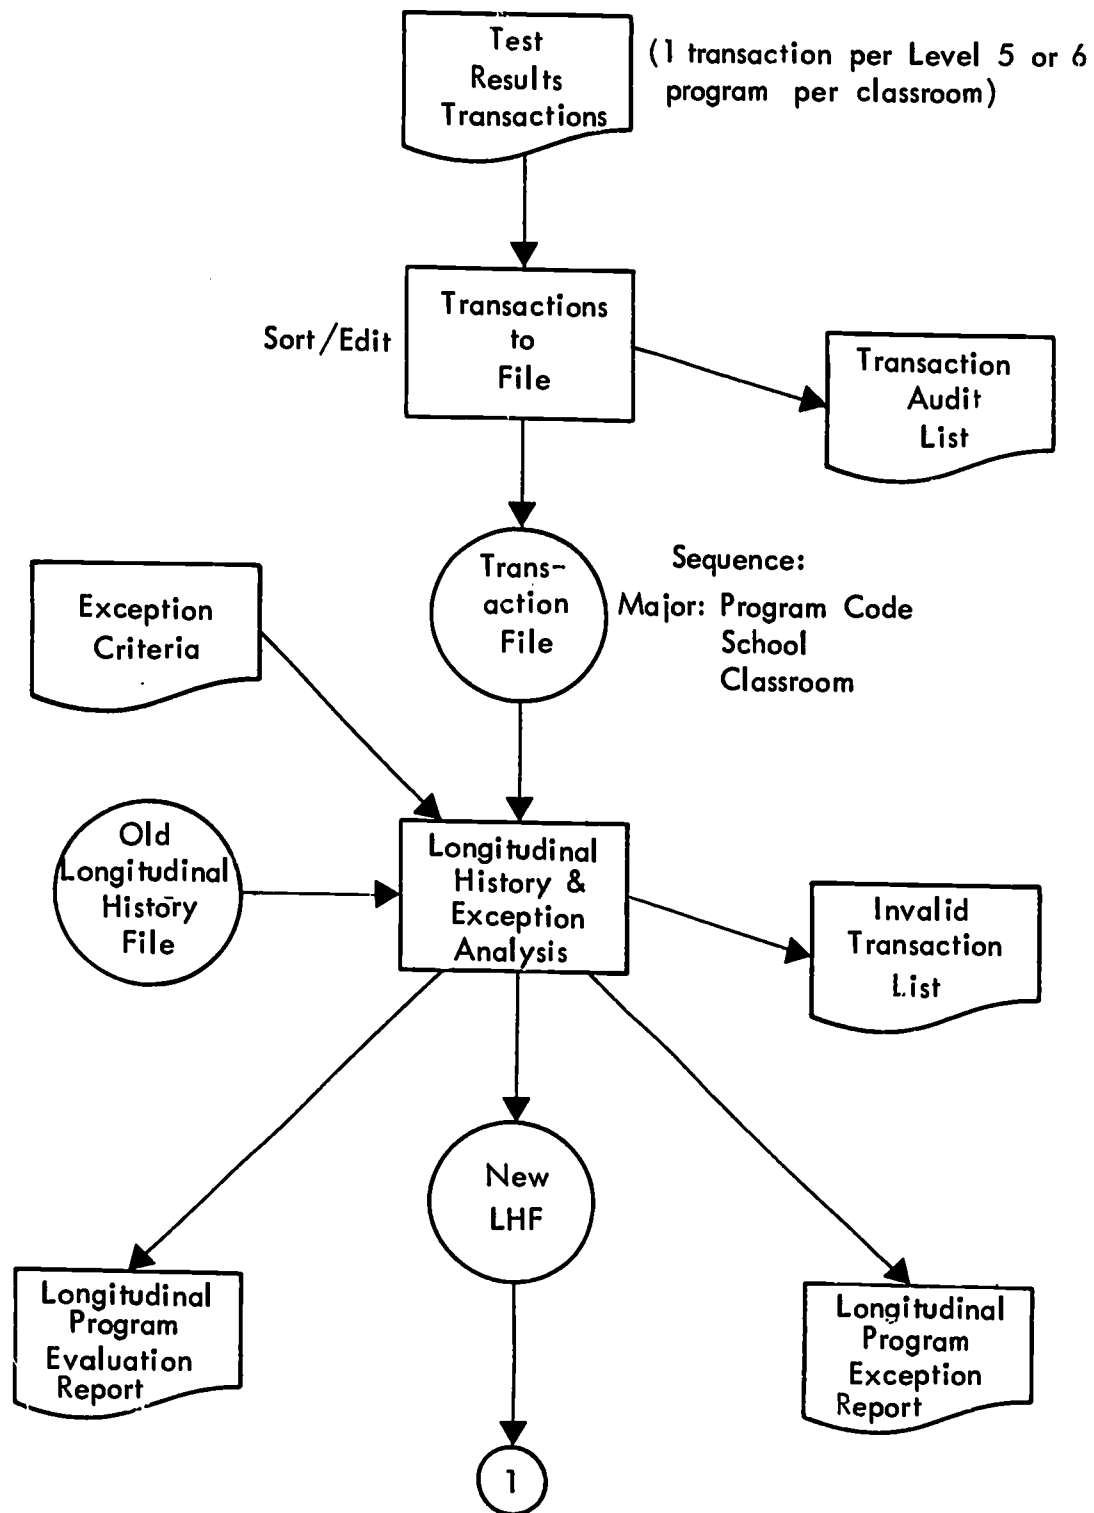 Test
Results
Transactions
(1 transaction per Level 5 or 6
program per classroom)
Sort/Edit
Transactions
to
File
Transaction
Audit
List
Trans-
action
File
Sequence:
Major: Program Code
School
Classroom
Exception
Criteria
Old
Longitudinal
History
File
Longitudinal
History &
Exception
Analysis
Invalid
Transaction
List
New
LHF
Longitudinal
Program
Evaluation
Report
Longitudinal
Program
Exception
Report
1